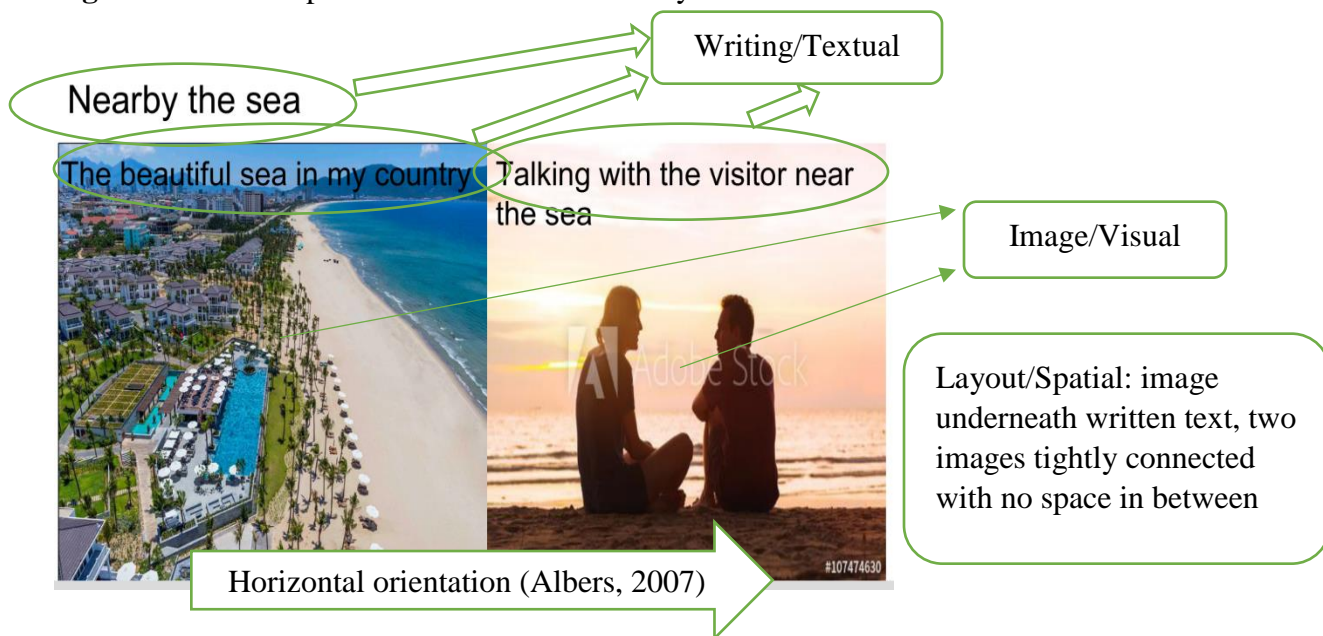 Writing/Textual
Nearby the sea
The beautiful sea in my country
Talking with the visitor near
the sea
Image/Visual
Adobe Stock
Layout/Spatial: image
underneath written text, two
images tightly connected
with no space in between
#107474630
Horizontal orientation (Albers, 2007)